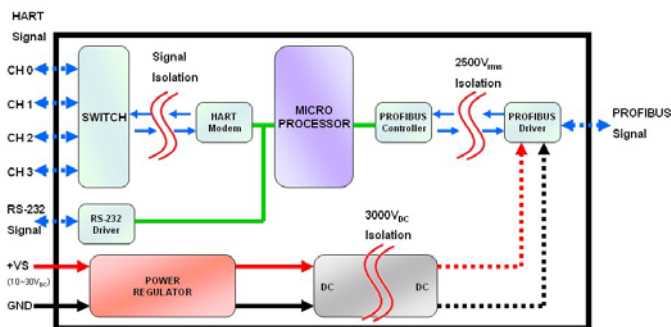 HART
Signal
CH 0
CH 1
CH 2
CH 3
RS-232
Signal
+VS
(10~30VDC)
GND
SWITCH
Signal
Isolation
HART
Modem
RS-232
Driver
MICRO
PROCESSOR
PROFIBUS
Controller
2500Vrms
Isolation
PROFIBUS
Driver
PROFIBUS
Signal
POWER
REGULATOR
3000VDC
Isolation
DC
DC